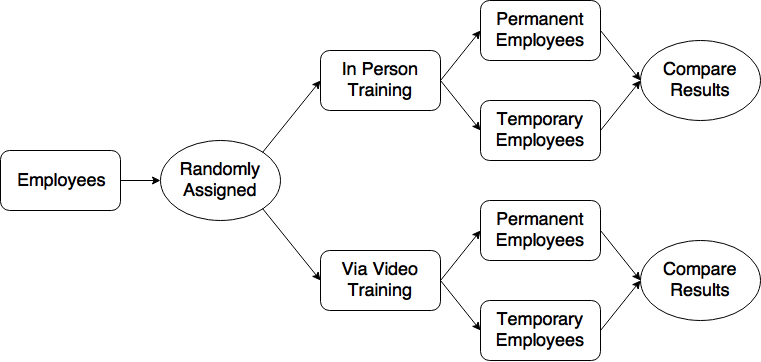 Employees
Randomly
Assigned
In Person
Training
Permanent
Employees
Temporary
Employees
Compare
Results
Via Video
Training
Permanent
Employees
Temporary
Employees
Compare
Results